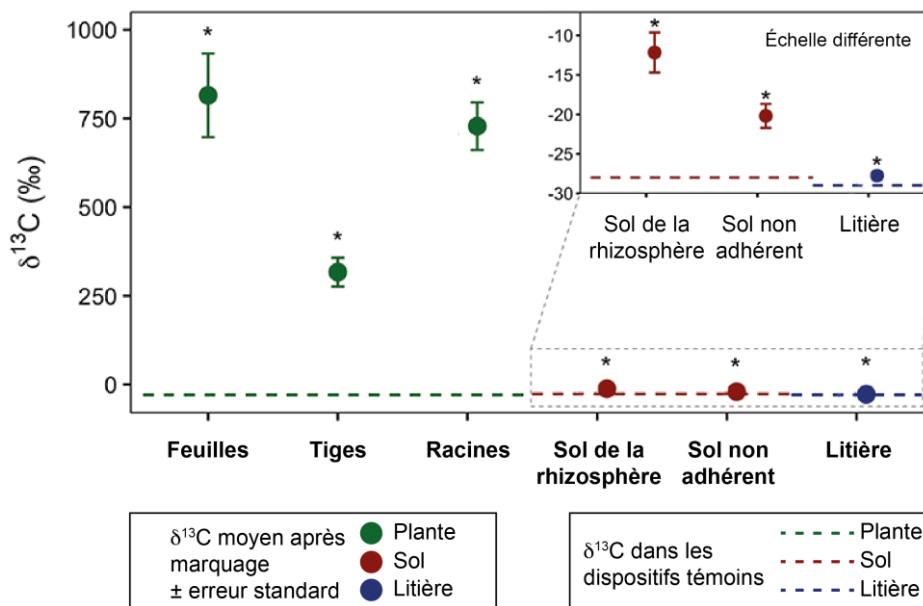 δ¹³C (‰)
1000
750
500
250
0
*
*
*
*
*
*
Feuilles
Tiges
Racines
Sol de la
rhizosphère
Sol non
adhérent
Litière
Échelle différente
-10
-15
-20
-25
-30
*
*
*
Sol de la
rhizosphère
Sol non
adhérent
Litière
δ¹³C moyen après
marquage
± erreur standard
Plante
Sol
Litière
δ¹³C dans les
dispositifs témoins
Plante
Sol
Litière